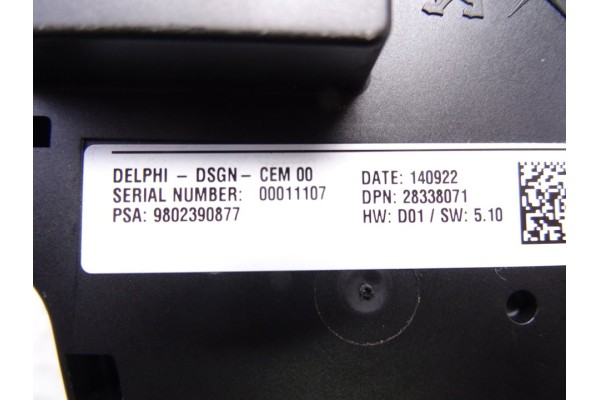 DELPHI - DSGN - CEM 00
SERIAL NUMBER: 00011107
PSA: 9802390877
DATE: 140922
DPN: 28338071
HW: D01 / SW: 5.10